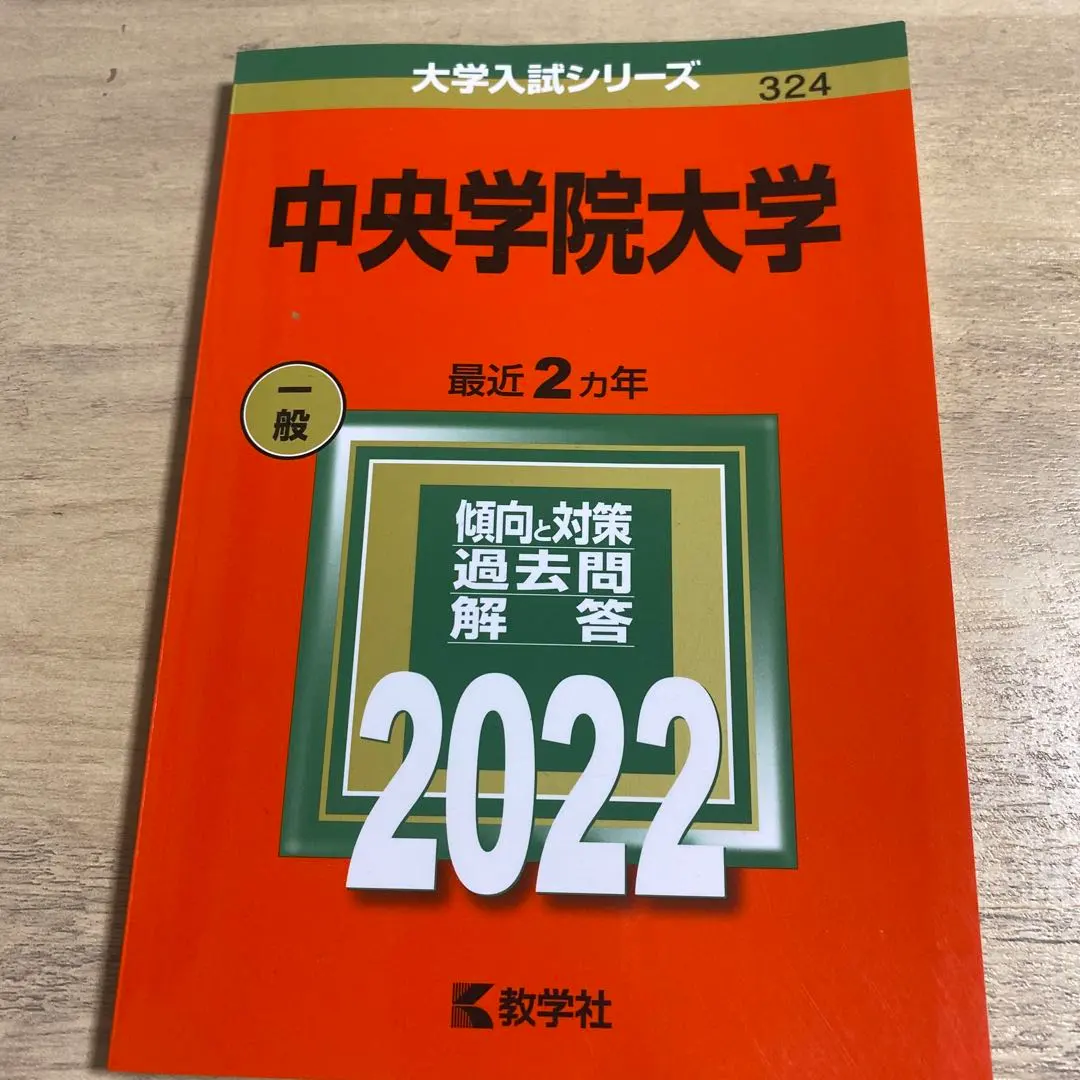 大学入試シリーズ
324
中央学院大学
最近2カ年
一
般
傾向と対策
過去問
解答
2022
教学社